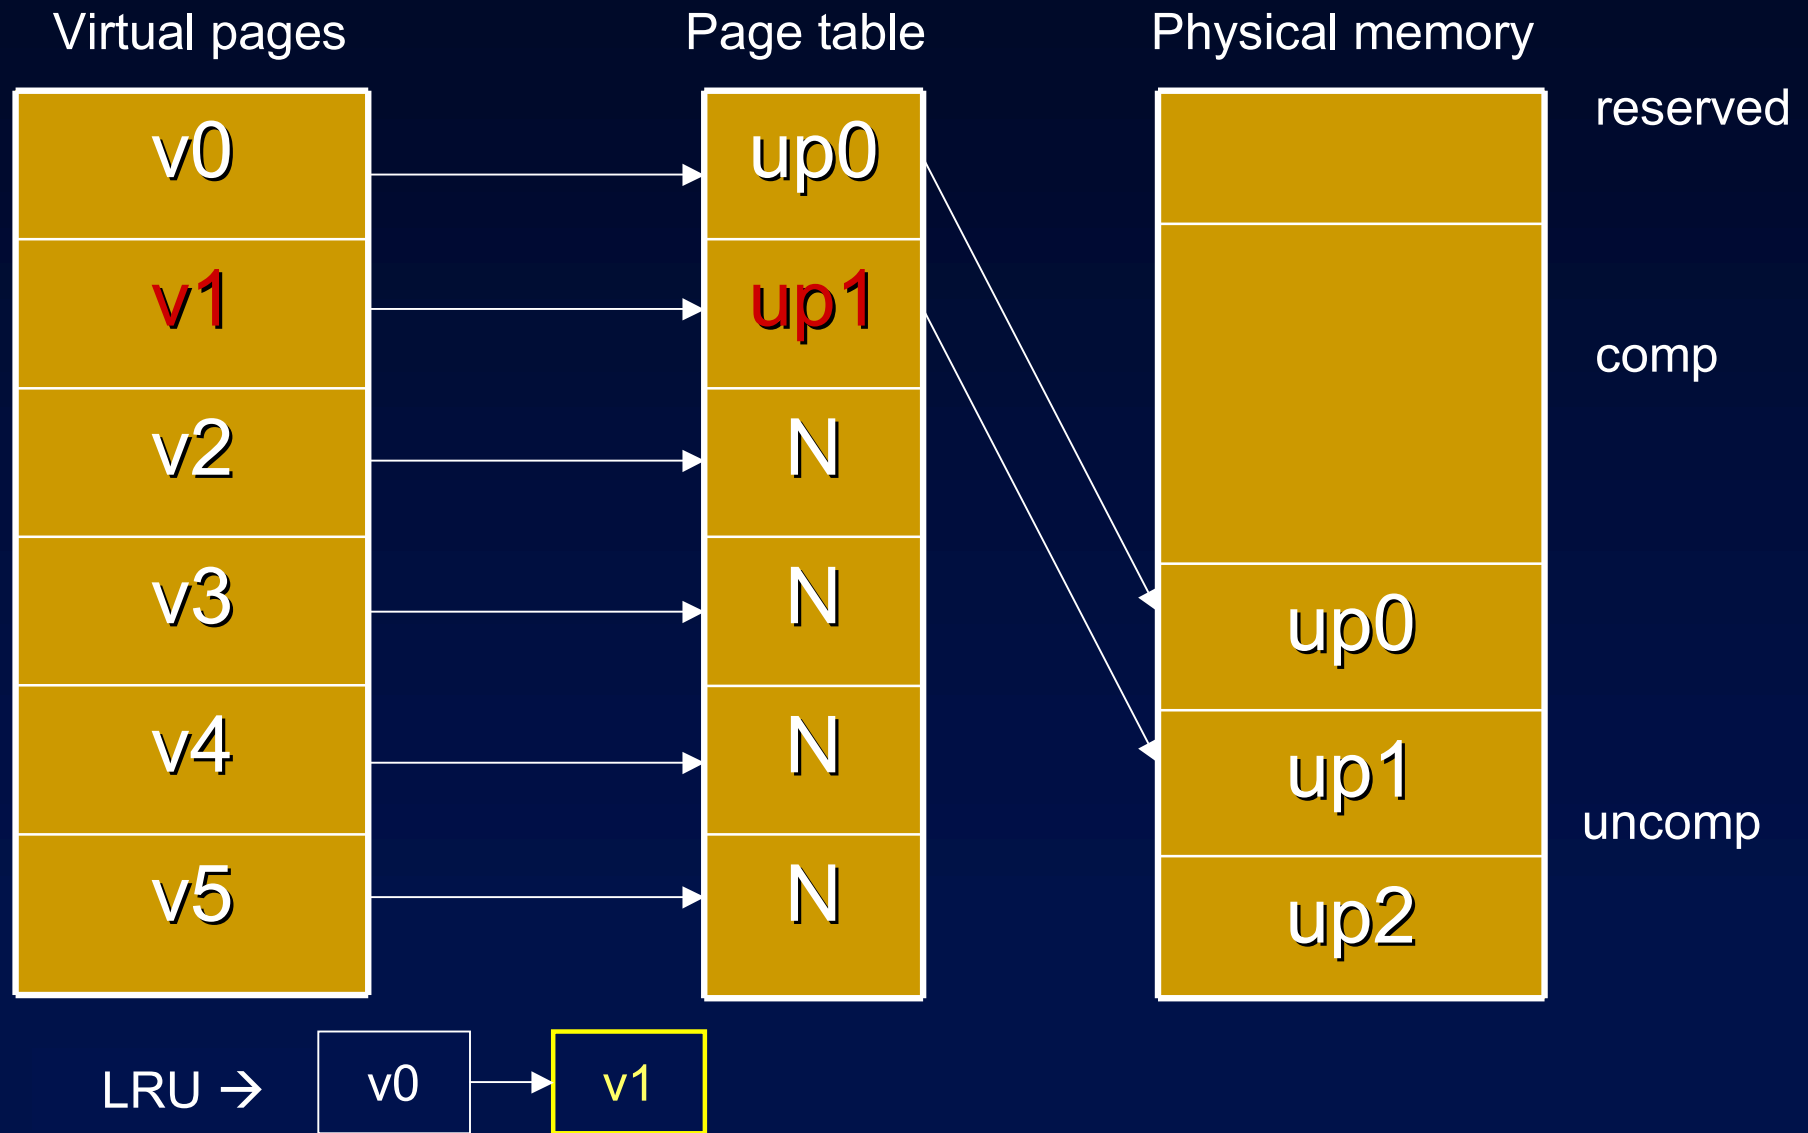 Virtual pages
Page table
Physical memory
v0
up0
reserved
v1
up1
comp
v2
N
v3
N
up0
v4
N
up1
uncomp
v5
N
up2
LRU → v0 v1